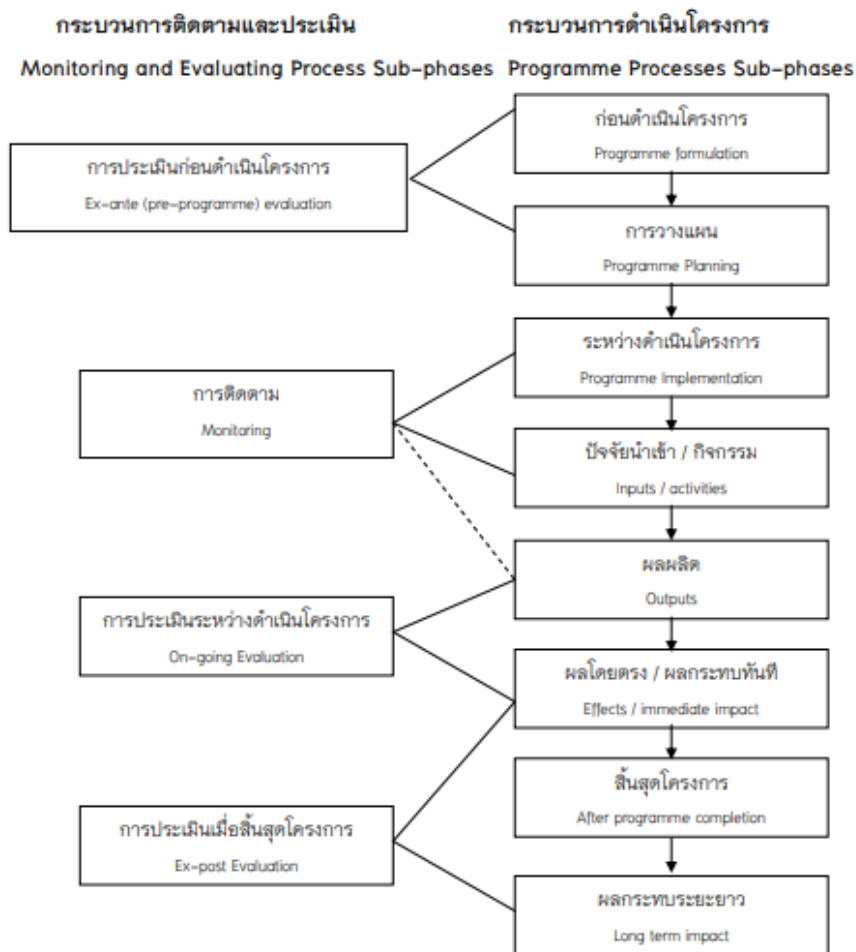 กระบวนการติดตามและประเมิน
Monitoring and Evaluating Process Sub-phases
กระบวนการดำเนินโครงการ
Programme Processes Sub-phases
การประเมินก่อนดำเนินโครงการ
Ex-ante (pre-programme) evaluation
ก่อนดำเนินโครงการ
Programme formulation
การวางแผน
Programme Planning
การติดตาม
Monitoring
ระหว่างดำเนินโครงการ
Programme Implementation
ปัจจัยนำเข้า / กิจกรรม
Inputs / activities
การประเมินระหว่างดำเนินโครงการ
On-going Evaluation
ผลผลิต
Outputs
ผลโดยตรง / ผลกระทบทันที
Effects / immediate impact
การประเมินเมื่อสิ้นสุดโครงการ
Ex-post Evaluation
สิ้นสุดโครงการ
After programme completion
ผลกระทบระยะยาว
Long term impact